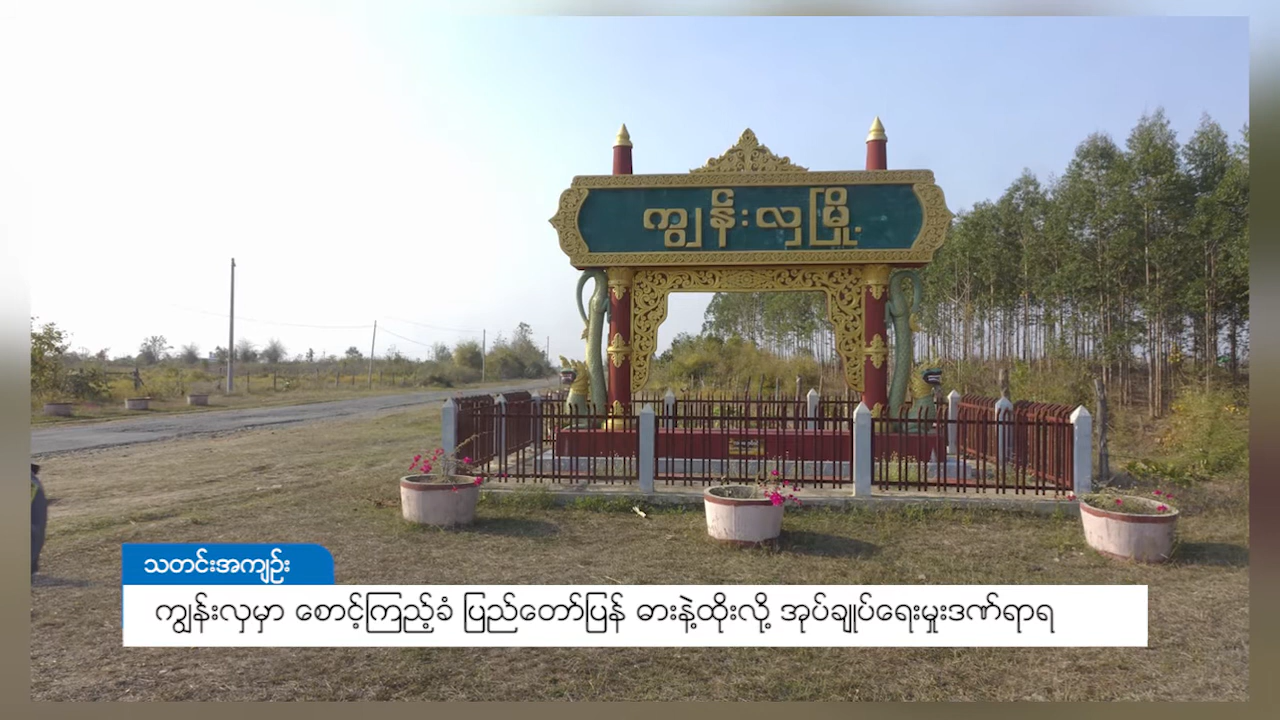 ကျွန်းလှမြို့
သတင်းအကျဉ်း
ကျွန်းလှမှာ စောင့်ကြည့်ခံ ပြည်တော်ပြန် ဓားနဲ့ထိုးလို့ အုပ်ချုပ်ရေးမှူးဒဏ်ရာရ